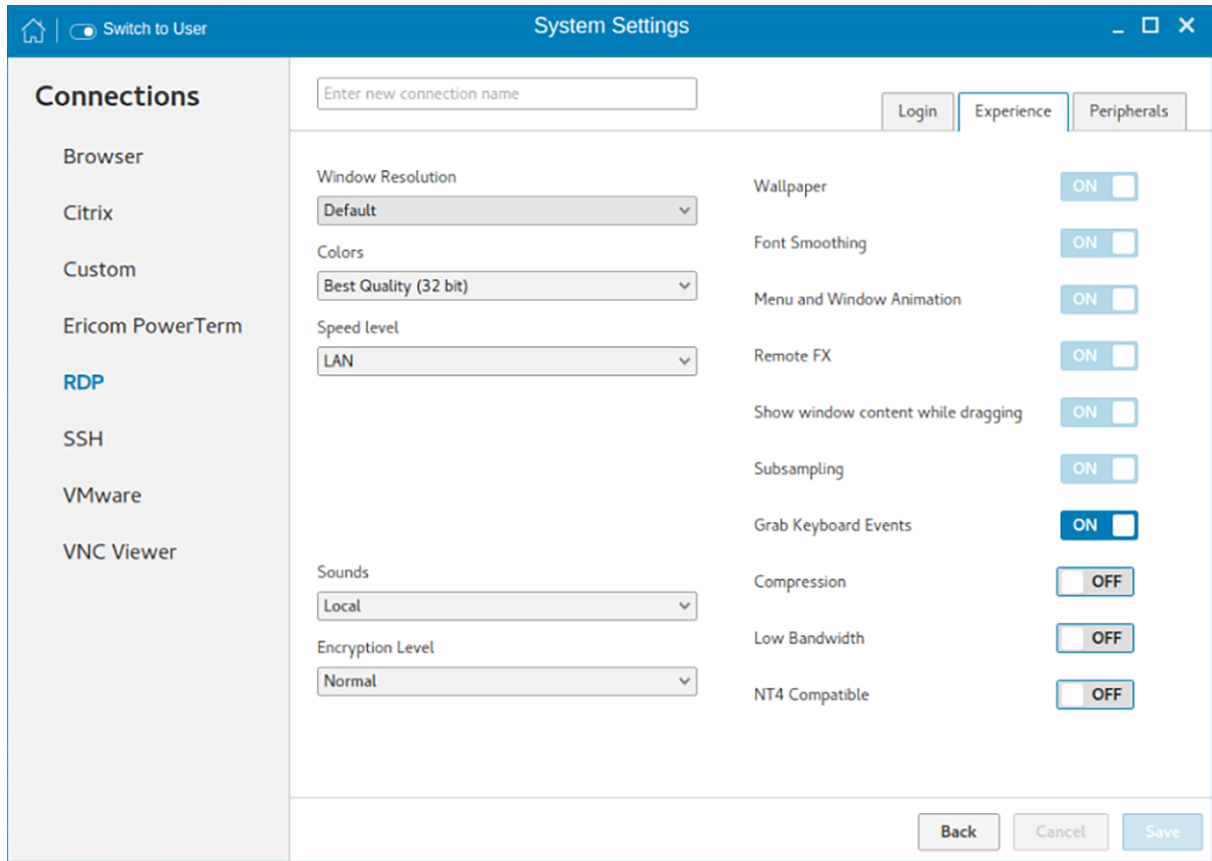 Switch to User
System Settings
Connections
Browser
Citrix
Custom
Ericom PowerTerm
RDP
SSH
VMware
VNC Viewer
Enter new connection name
Login Experience Peripherals
Window Resolution
Default
Colors
Best Quality (32 bit)
Speed level
LAN
Sounds
Local
Encryption Level
Normal
Wallpaper ON
Font Smoothing ON
Menu and Window Animation ON
Remote FX ON
Show window content while dragging ON
Subsampling ON
Grab Keyboard Events ON
Compression OFF
Low Bandwidth OFF
NT4 Compatible OFF
Back Cancel Save